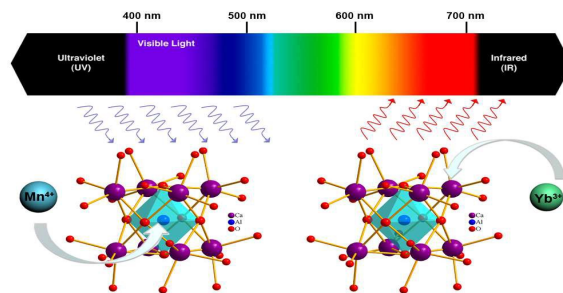 400 nm 500 nm 600 nm 700 nm
Visible Light
Ultraviolet
(UV)
Infrared
(IR)
Mn⁴⁺
Yb³⁺
Ca
Al
O
Ca
Al
O